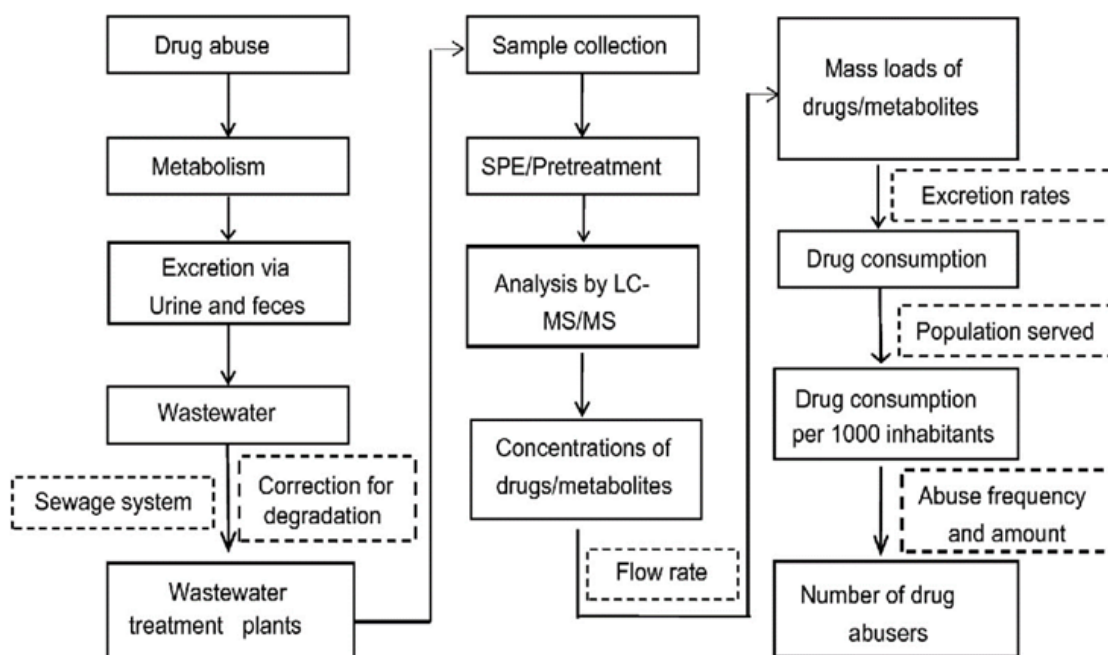 Drug abuse
Metabolism
Excretion via
Urine and feces
Wastewater
Sewage system
Correction for
degradation
Wastewater
treatment plants
Sample collection
SPE/Pretreatment
Analysis by LC-
MS/MS
Concentrations of
drugs/metabolites
Flow rate
Mass loads of
drugs/metabolites
Excretion rates
Drug consumption
Population served
Drug consumption
per 1000 inhabitants
Abuse frequency
and amount
Number of drug
abusers